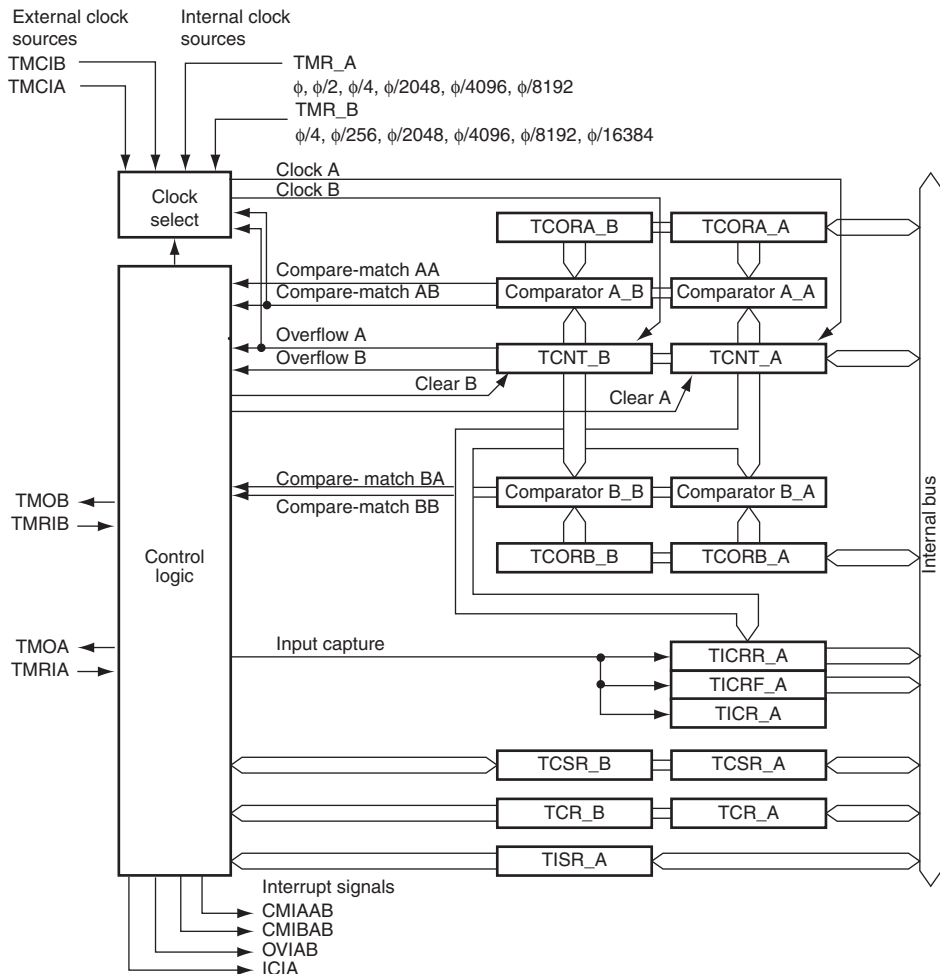 External clock
sources
Internal clock
sources
TMCIB
TMCIA
TMR_A
ϕ, ϕ/2, ϕ/4, ϕ/2048, ϕ/4096, ϕ/8192
TMR_B
ϕ/4, ϕ/256, ϕ/2048, ϕ/4096, ϕ/8192, ϕ/16384
Clock
select
Clock A
Clock B
TCORA_B
TCORA_A
Compare-match AA
Compare-match AB
Comparator A_B
Comparator A_A
Overflow A
Overflow B
TCNT_B
TCNT_A
Clear B
Clear A
Compare- match BA
Compare-match BB
Comparator B_B
Comparator B_A
TMOB
TMRIB
Control
logic
TCORB_B
TCORB_A
Internal bus
TMOA
TMRIA
Input capture
TICRR_A
TICRF_A
TICR_A
TCSR_B
TCSR_A
TCR_B
TCR_A
TISR_A
Interrupt signals
CMIAAB
CMIBAB
OVIAB
ICIA